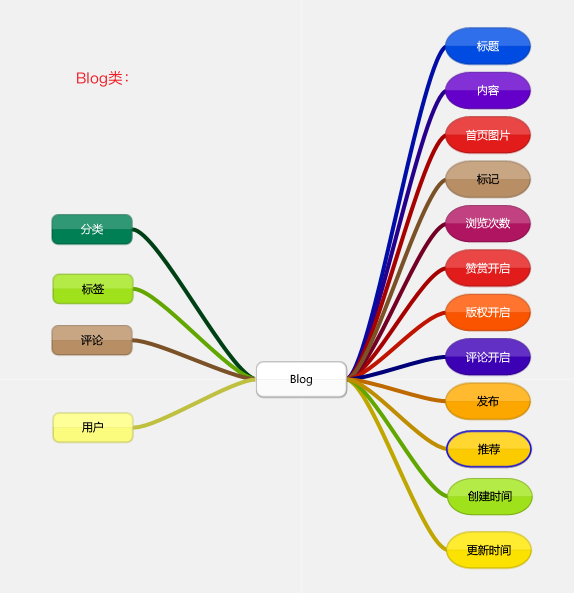 Blog类：
分类
标签
评论
用户
Blog
标题
内容
首页图片
标记
浏览次数
赞赏开启
版权开启
评论开启
发布
推荐
创建时间
更新时间